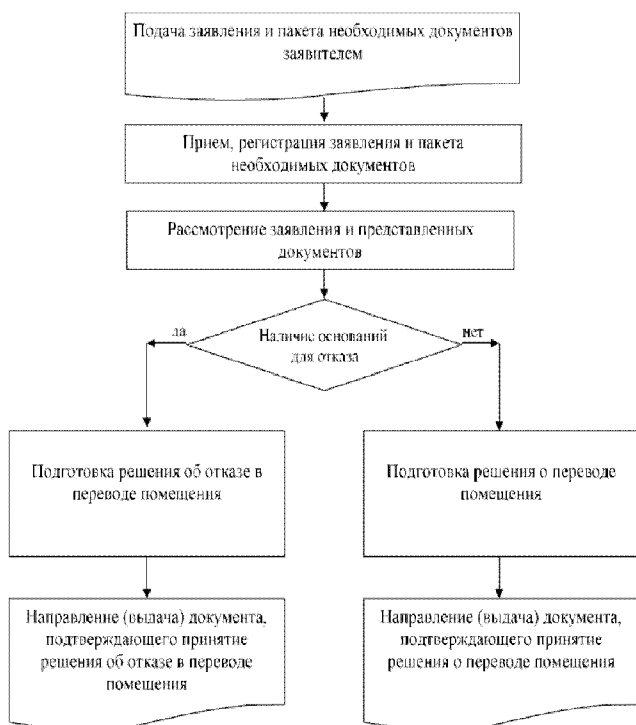 Подача заявления и пакета необходимых документов
заявителем
Прием, регистрация заявления и пакета
необходимых документов
Рассмотрение заявления и представленных
документов
да
Наличие оснований
для отказа
нет
Подготовка решения об отказе в
переводе помещения
Подготовка решения о переводе
помещения
Направление (выдача) документа,
подтверждающего принятие
решения об отказе в переводе
помещения
Направление (выдача) документа,
подтверждающего принятие
решения о переводе помещения